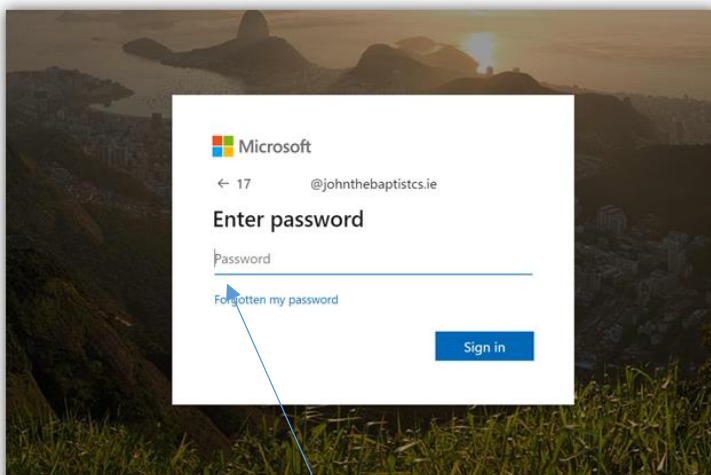 Microsoft
← 17 @johnthebaptistcs.ie
Enter password
Password
Forgotten my password
Sign in